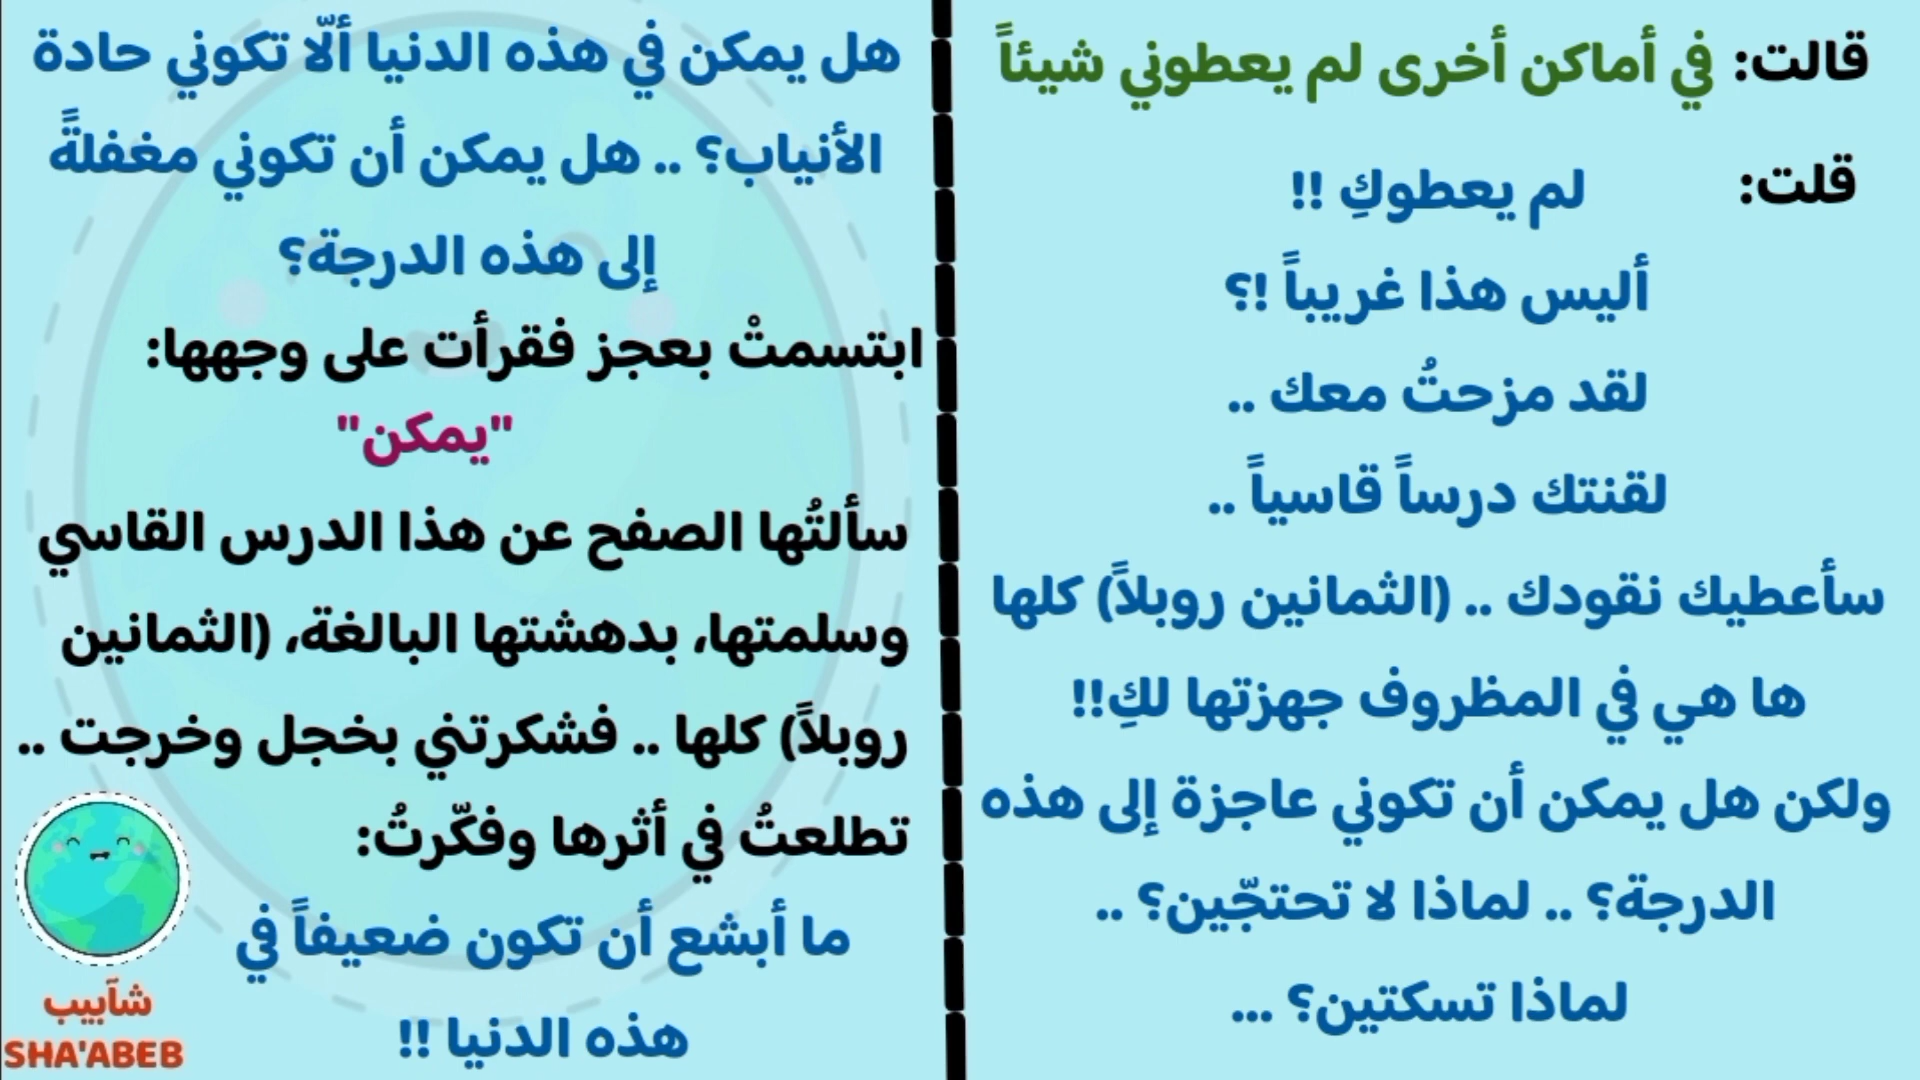 قالت: في أماكن أخرى لم يعطوني شيئاً
قلت: لم يعطوكِ !!
أليس هذا غريباً !؟
لقد مزحتُ معك ..
لقنتك درساً قاسياً ..
سأعطيك نقودك .. (الثمانين روبلاً) كلها
ها هي في المظروف جهزتها لكِ!!
ولكن هل يمكن أن تكوني عاجزة إلى هذه
الدرجة؟ .. لماذا لا تحتجّين؟ ..
لماذا تسكتين؟ ...
هل يمكن في هذه الدنيا ألّا تكوني حادة
الأنياب؟ .. هل يمكن أن تكوني مغفلةً
إلى هذه الدرجة؟
ابتسمتْ بعجز فقرأت على وجهها:
"يمكن"
سألتُها الصفح عن هذا الدرس القاسي
وسلمتها، بدهشتها البالغة، (الثمانين
روبلاً) كلها .. فشكرتني بخجل وخرجت ..
تطلعتُ في أثرها وفكّرتُ:
ما أبشع أن تكون ضعيفاً في
هذه الدنيا !!
شآبيب
SHA'ABEB